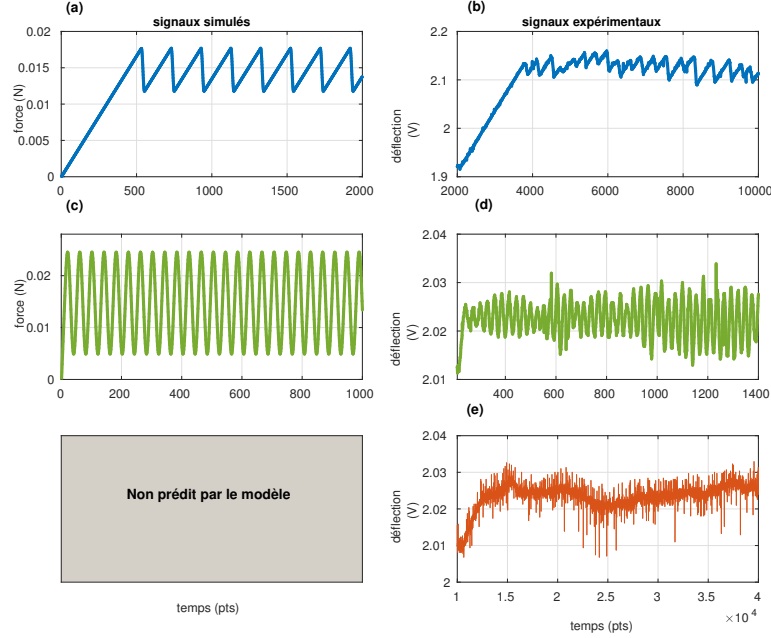 (a)
signaux simulés
(b)
signaux expérimentaux
0.02
0.015
0.01
0.005
0
force (N)
0
500
1000
1500
2000
2.2
2.1
2
1.9
déflection
(V)
2000
4000
6000
8000
10000
(c)
0.02
0.01
0
force (N)
0
200
400
600
800
1000
(d)
2.04
2.03
2.02
2.01
déflection
(V)
400
600
800
1000
1200
1400
Non prédit par le modèle
temps (pts)
(e)
2.04
2.03
2.02
2.01
2
déflection
(V)
1
1.5
2
2.5
3
3.5
4
×10⁴
temps (pts)